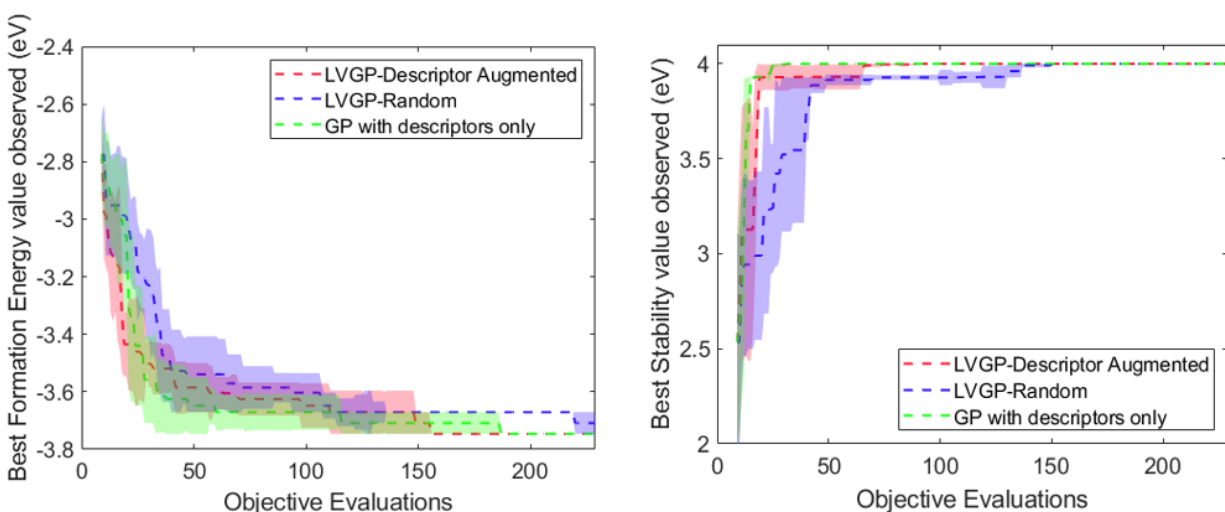 Best Formation Energy value observed (eV)
-2.4
-2.6
-2.8
-3
-3.2
-3.4
-3.6
-3.8
0
50
100
150
200
Objective Evaluations
LVGP-Descriptor Augmented
LVGP-Random
GP with descriptors only
Best Stability value observed (eV)
4
3.5
3
2.5
2
0
50
100
150
200
Objective Evaluations
LVGP-Descriptor Augmented
LVGP-Random
GP with descriptors only